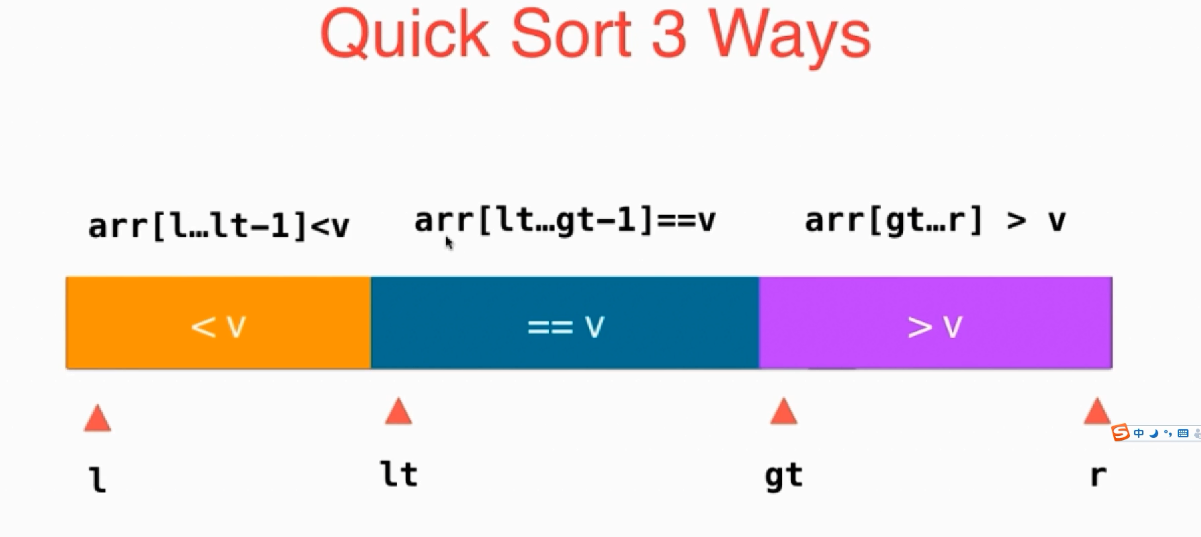 Quick Sort 3 Ways
arr[l…lt-1]<v
arr[lt…gt-1]==v
arr[gt…r] > v
< v
== v
> v
l
lt
gt
r
S 中